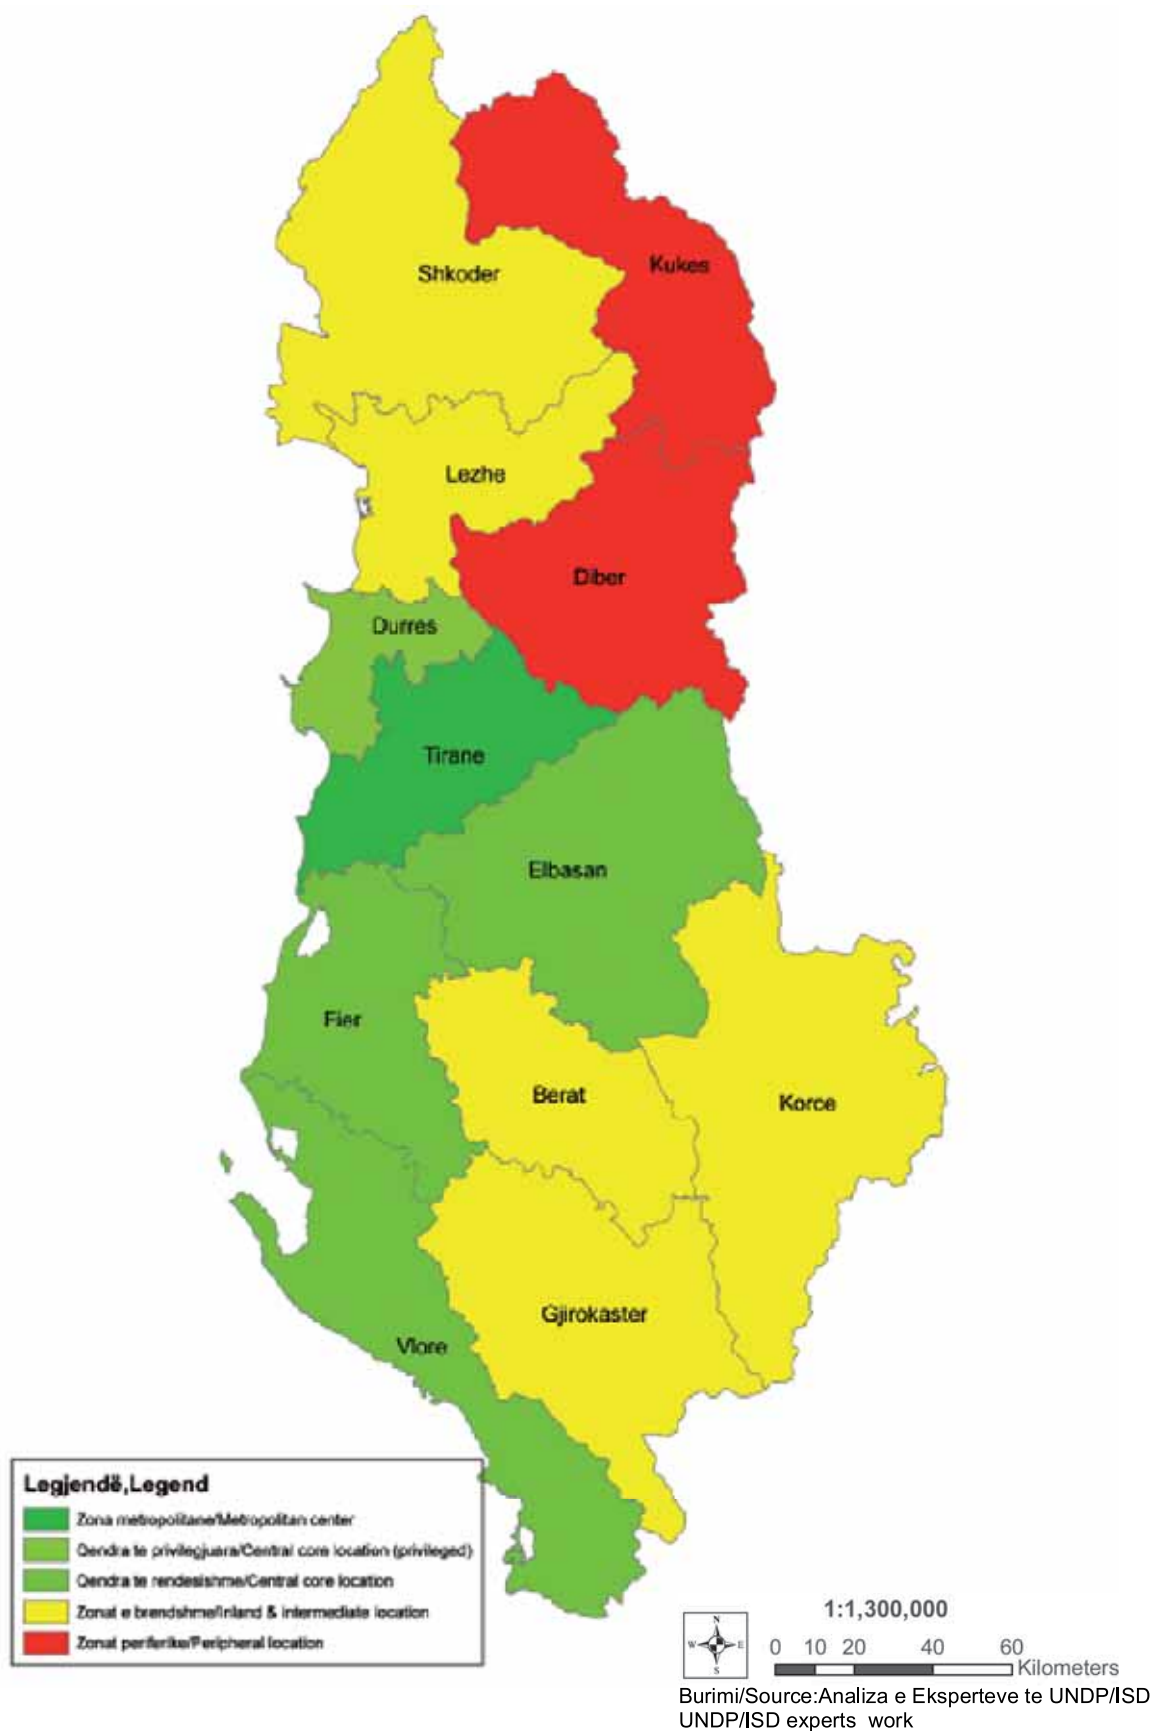 Shkoder
Kukes
Lezhe
Diber
Durres
Tirane
Elbasan
Fier
Berat
Korce
Gjirokaster
Vlore
Legjendë,Legend
Zona metropolitane/Metropolitan center
Qendra te privilegjuara/Central core location (privileged)
Qendra te rendesishme/Central core location
Zonat e brendshme/Inland & intermediate location
Zonat periferike/Peripheral location
1:1,300,000
N
W E
S
0 10 20 40 60
Kilometers
Burimi/Source:Analiza e Eksperteve te UNDP/ISD
UNDP/ISD experts work